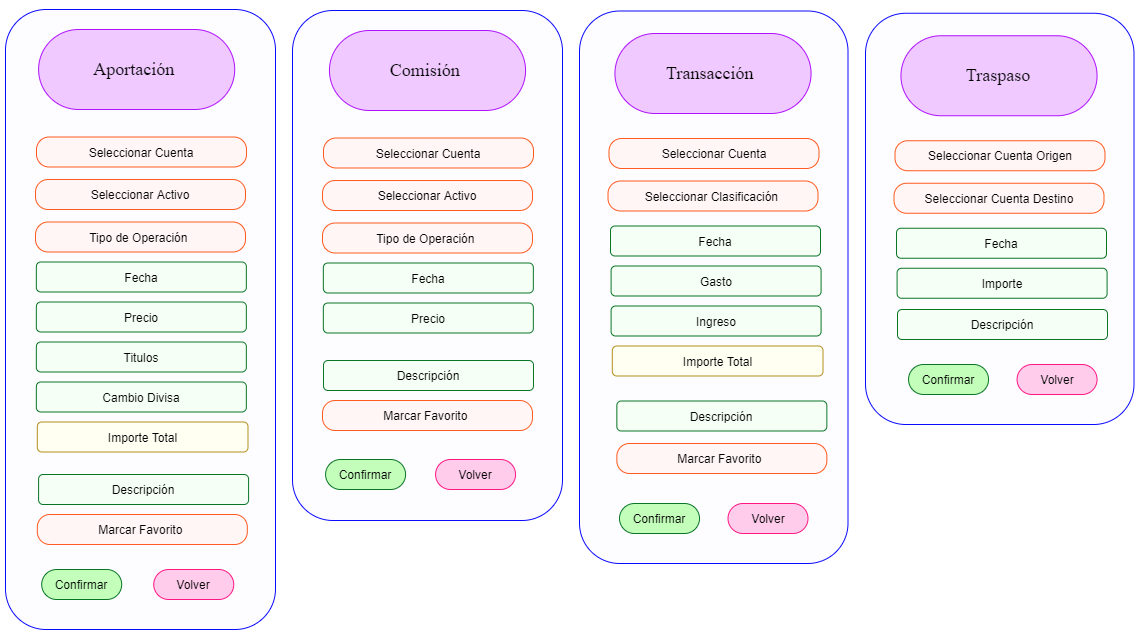 Aportación
Seleccionar Cuenta
Seleccionar Activo
Tipo de Operación
Fecha
Precio
Titulos
Cambio Divisa
Importe Total
Descripción
Marcar Favorito
Confirmar
Volver
Comisión
Seleccionar Cuenta
Seleccionar Activo
Tipo de Operación
Fecha
Precio
Descripción
Marcar Favorito
Confirmar
Volver
Transacción
Seleccionar Cuenta
Seleccionar Clasificación
Fecha
Gasto
Ingreso
Importe Total
Descripción
Marcar Favorito
Confirmar
Volver
Traspaso
Seleccionar Cuenta Origen
Seleccionar Cuenta Destino
Fecha
Importe
Descripción
Confirmar
Volver